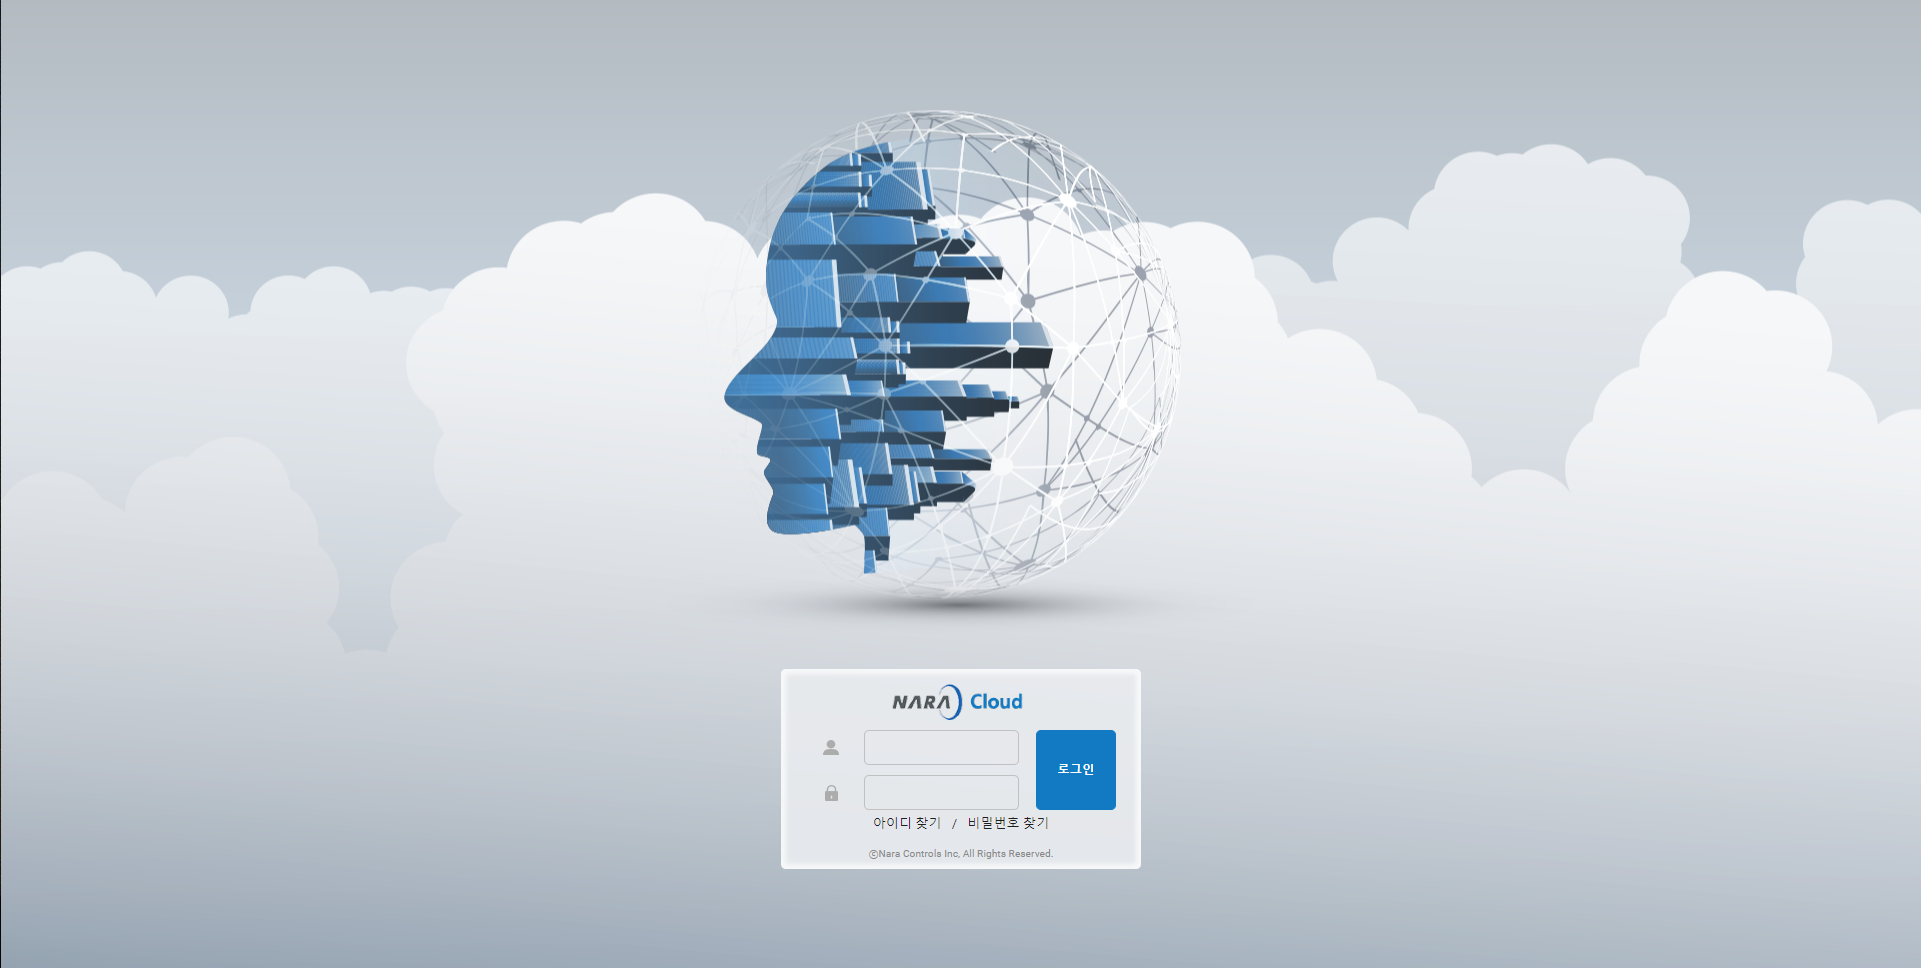 NARA Cloud
로그인
아이디 찾기 / 비밀번호 찾기
ⓒNara Controls Inc, All Rights Reserved.